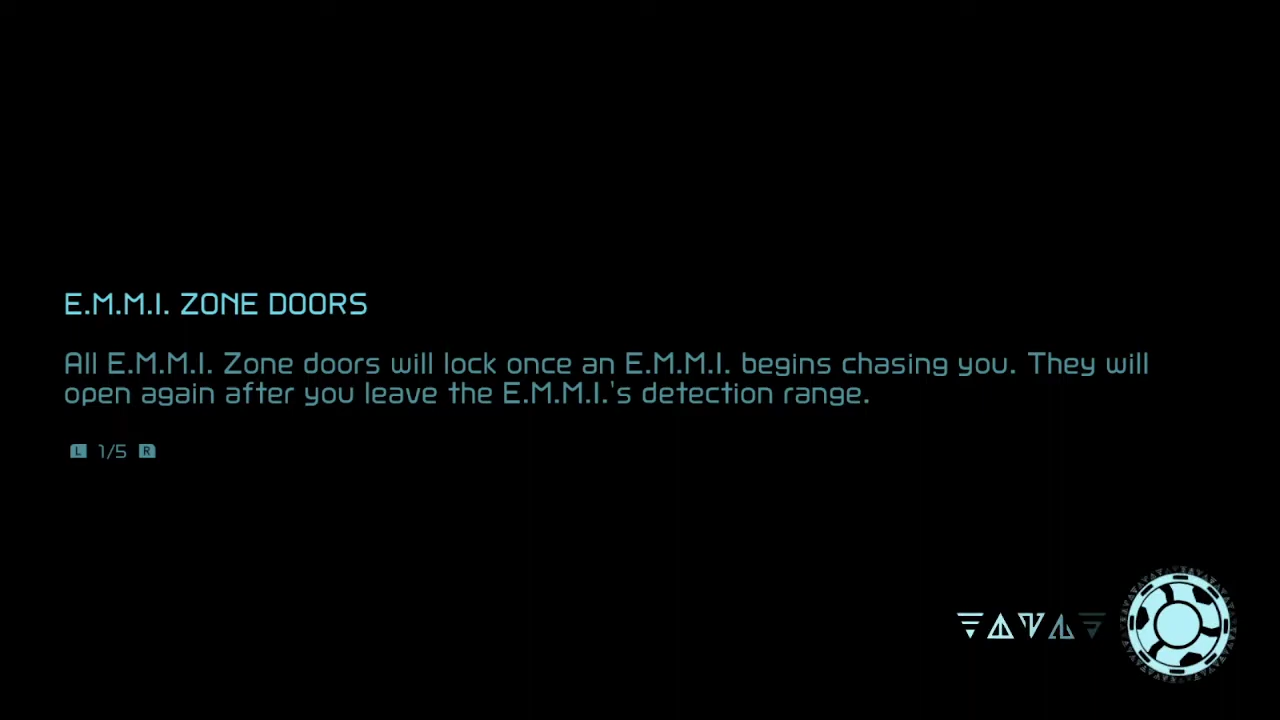 E.M.M.I. ZONE DOORS
All E.M.M.I. Zone doors will lock once an E.M.M.I. begins chasing you. They will
open again after you leave the E.M.M.I.'s detection range.
L 1/5 R